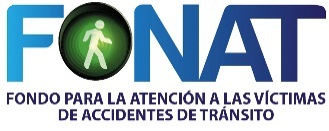 FONAT
FONDO PARA LA ATENCIÓN A LAS VÍCTIMAS
DE ACCIDENTES DE TRÁNSITO